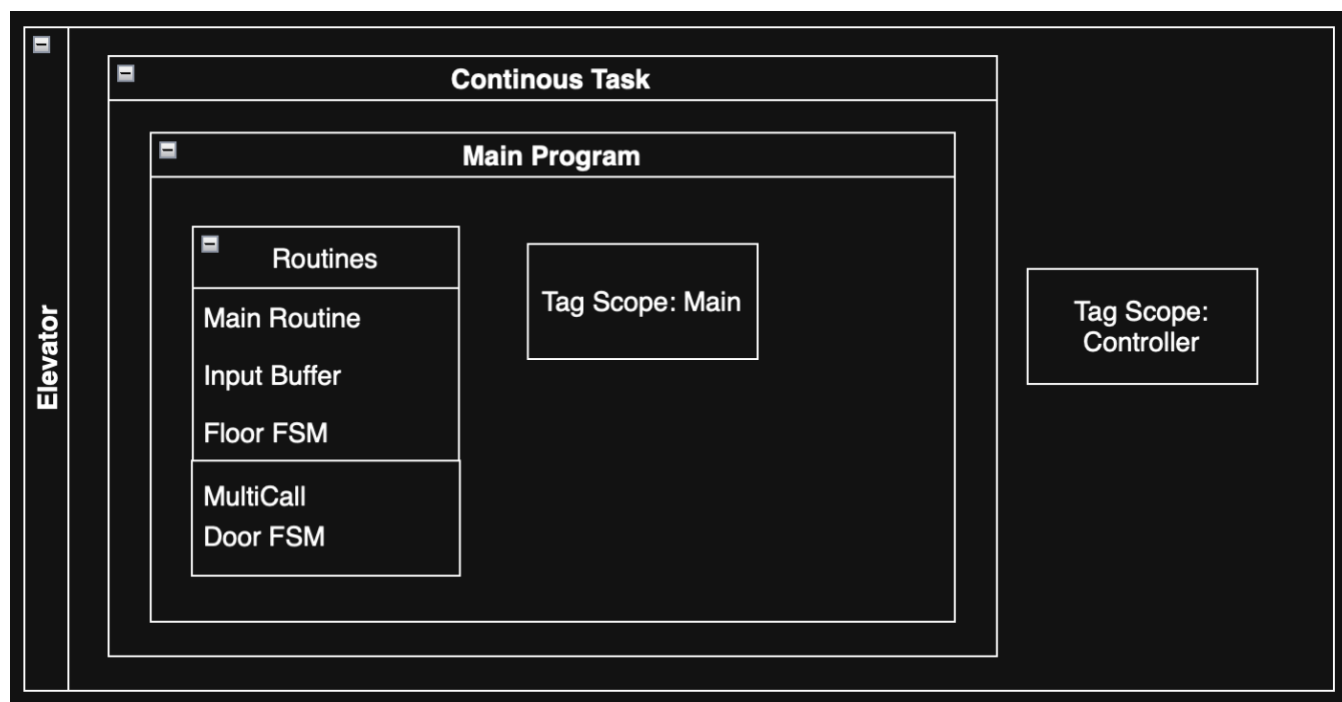 Elevator
Continous Task
Main Program
Routines
Main Routine
Input Buffer
Floor FSM
MultiCall
Door FSM
Tag Scope: Main
Tag Scope:
Controller